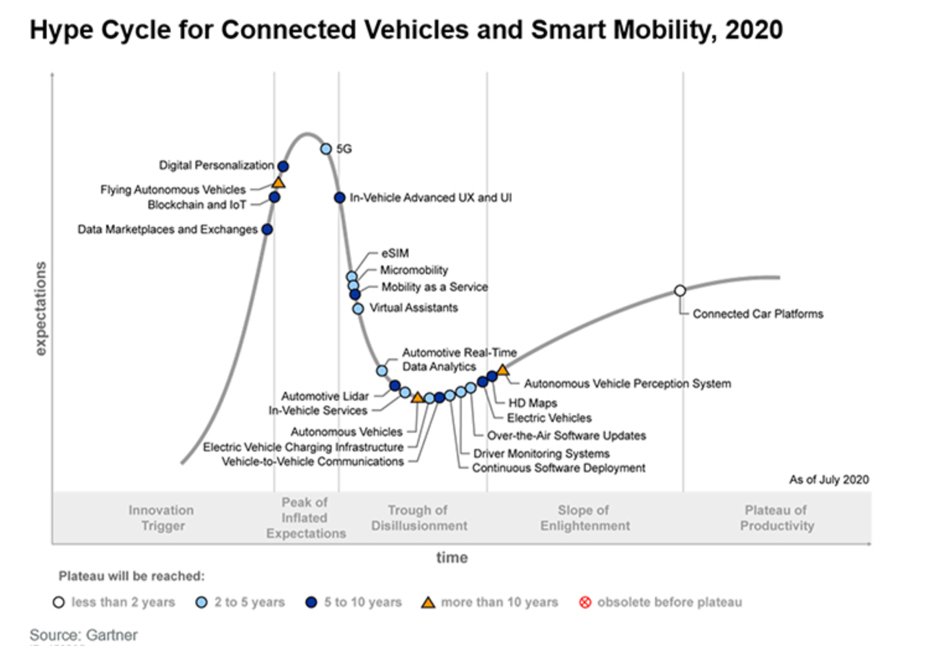 Hype Cycle for Connected Vehicles and Smart Mobility, 2020
expectations
5G
Digital Personalization
Flying Autonomous Vehicles
Blockchain and IoT
In-Vehicle Advanced UX and UI
Data Marketplaces and Exchanges
eSIM
Micromobility
Mobility as a Service
Virtual Assistants
Connected Car Platforms
Automotive Real-Time
Data Analytics
Autonomous Vehicle Perception System
Automotive Lidar
HD Maps
In-Vehicle Services
Electric Vehicles
Autonomous Vehicles
Over-the-Air Software Updates
Electric Vehicle Charging Infrastructure
Driver Monitoring Systems
Vehicle-to-Vehicle Communications
Continuous Software Deployment
As of July 2020
Innovation
Trigger
Peak of
Inflated
Expectations
Trough of
Disillusionment
Slope of
Enlightenment
Plateau of
Productivity
time
Plateau will be reached:
less than 2 years
2 to 5 years
5 to 10 years
more than 10 years
obsolete before plateau
Source: Gartner